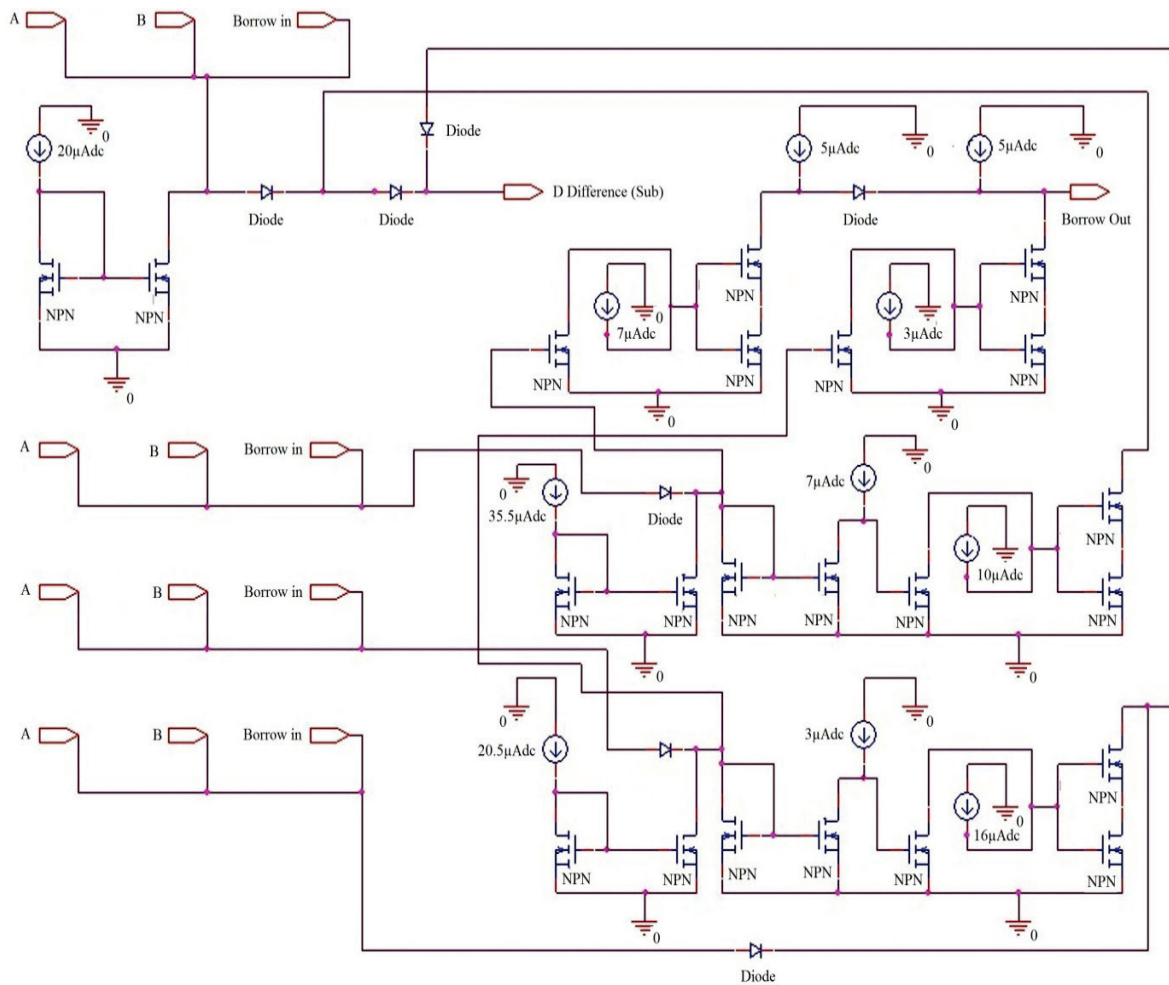 A B Borrow in
0
20µAdc
Diode
5µAdc 0 5µAdc 0
Diode Diode D Difference (Sub) Diode Borrow Out
NPN NPN
0
7µAdc 0 NPN
3µAdc 0 NPN
NPN NPN NPN NPN
0 0
A B Borrow in
0 35.5µAdc
Diode
7µAdc 0
10µAdc 0 NPN
NPN NPN NPN NPN NPN NPN
0 0
A B Borrow in
A B Borrow in
0 20.5µAdc
3µAdc 0
16µAdc 0 NPN
NPN NPN NPN NPN NPN NPN
0 0
Diode